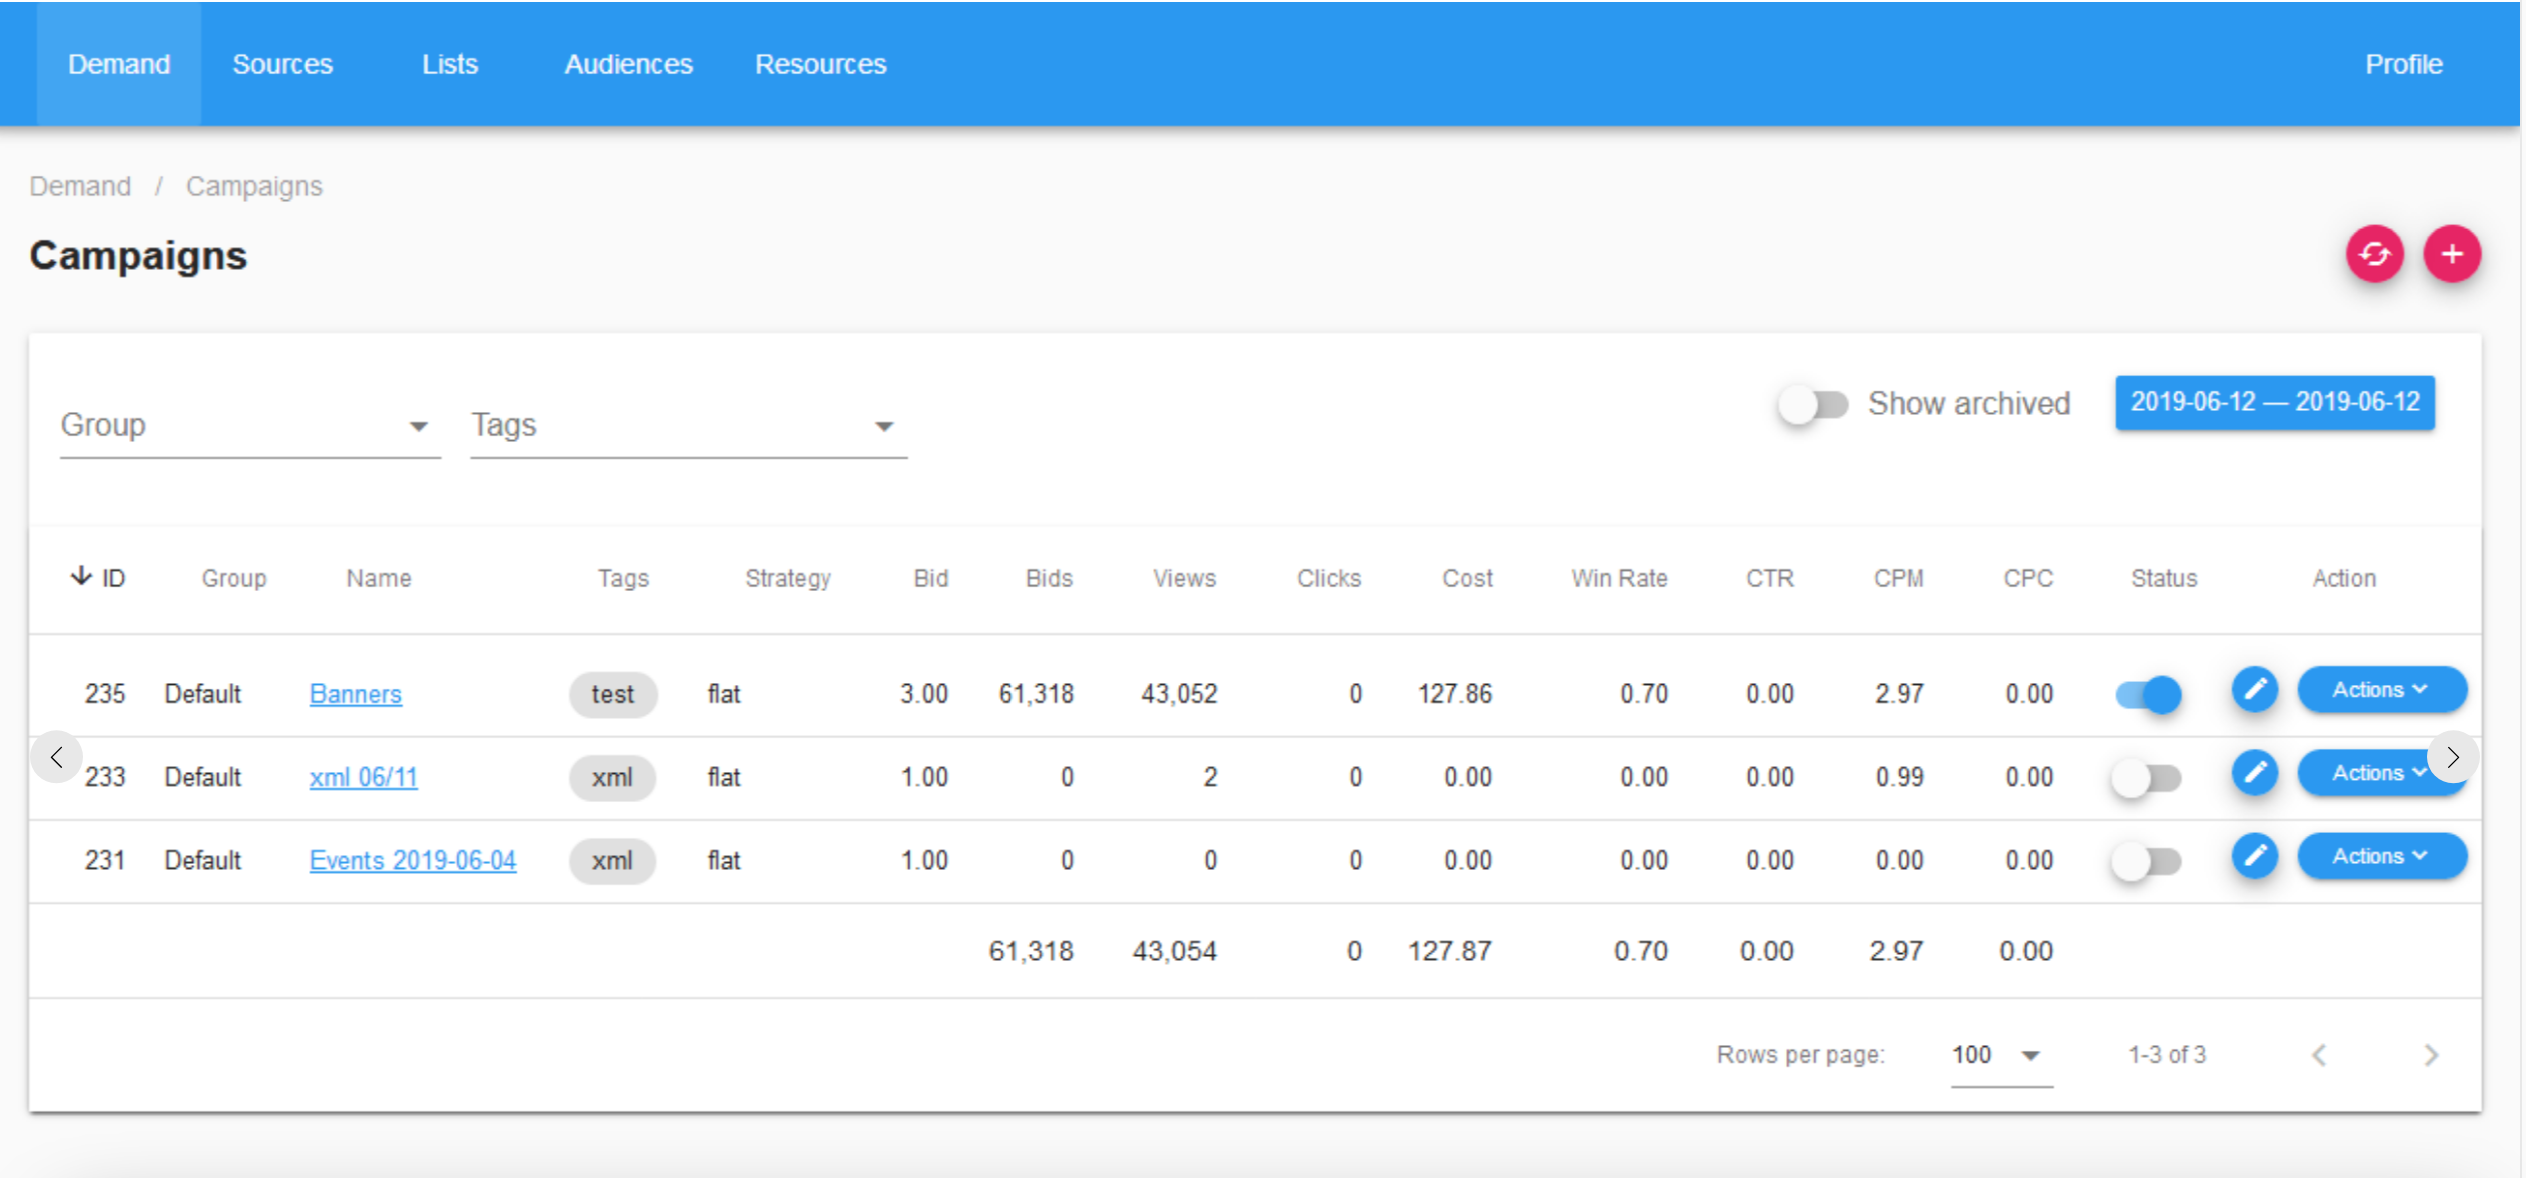 Demand Sources Lists Audiences Resources Profile
Demand / Campaigns
Campaigns
Group Tags Show archived 2019-06-12 — 2019-06-12
ID Group Name Tags Strategy Bid Bids Views Clicks Cost Win Rate CTR CPM CPC Status Action
235 Default Banners test flat 3.00 61,318 43,052 0 127.86 0.70 0.00 2.97 0.00 Actions
233 Default xml 06/11 xml flat 1.00 0 2 0 0.00 0.00 0.00 0.99 0.00 Actions
231 Default Events 2019-06-04 xml flat 1.00 0 0 0 0.00 0.00 0.00 0.00 0.00 Actions
61,318 43,054 0 127.87 0.70 0.00 2.97 0.00
Rows per page: 100 1-3 of 3